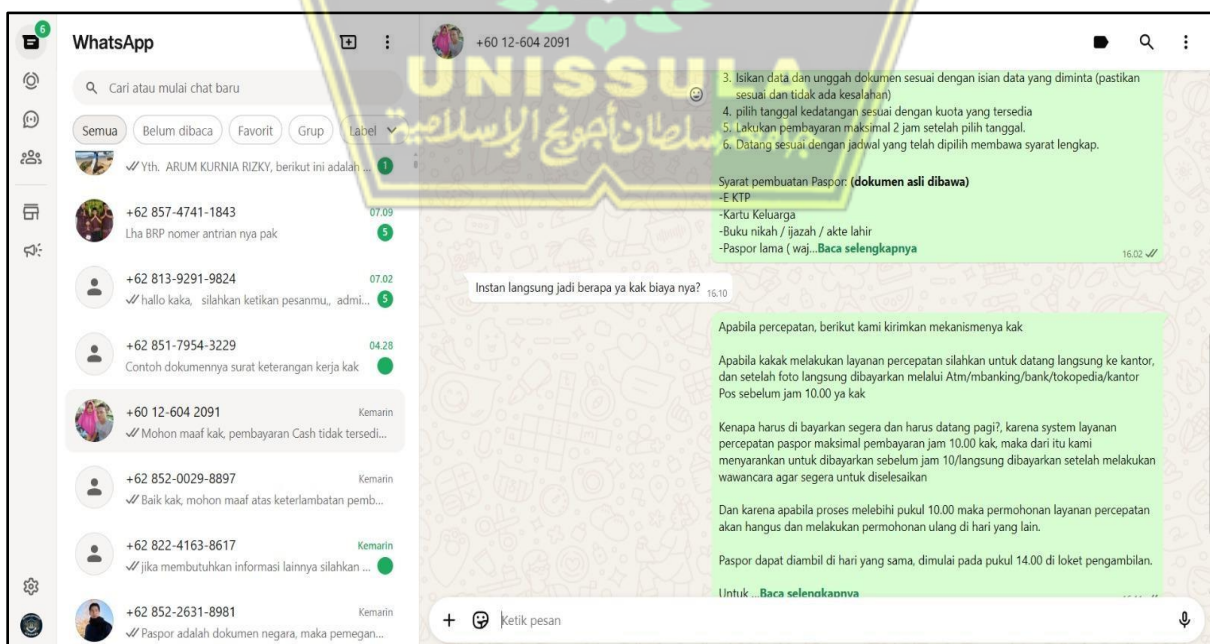 6
WhatsApp
Cari atau mulai chat baru
Semua
Belum dibaca
Favorit
Grup
Label
Yth. ARUM KURNIA RIZKY, berikut ini adalah ...
1
+62 857-4741-1843
07.09
Lha BRP nomer antrian nya pak
5
+62 813-9291-9824
07.02
hallo kaka, silahkan ketikan pesanmu,, admi...
5
+62 851-7954-3229
04.28
Contoh dokumennya surat keterangan kerja kak
+60 12-604 2091
Kemarin
Mohon maaf kak, pembayaran Cash tidak tersedi...
+62 852-0029-8897
Kemarin
Baik kak, mohon maaf atas keterlambatan pemb...
+62 822-4163-8617
Kemarin
jika membutuhkan informasi lainnya silahkan ...
+62 852-2631-8981
Kemarin
Paspor adalah dokumen negara, maka pemegan...
+60 12-604 2091
UNISSULA
جامعة سلطان أجونج الإسلامية
3. Isikan data dan unggah dokumen sesuai dengan isian data yang diminta (pastikan
sesuai dan tidak ada kesalahan)
4. pilih tanggal kedatangan sesuai dengan kuota yang tersedia
5. Lakukan pembayaran maksimal 2 jam setelah pilih tanggal.
6. Datang sesuai dengan jadwal yang telah dipilih membawa syarat lengkap.
Syarat pembuatan Paspor: (dokumen asli dibawa)
-E KTP
-Kartu Keluarga
-Buku nikah / ijazah / akte lahir
-Paspor lama ( waj...Baca selengkapnya
16.02
Instan langsung jadi berapa ya kak biaya nya?
16.10
Apabila percepatan, berikut kami kirimkan mekanismenya kak
Apabila kakak melakukan layanan percepatan silahkan untuk datang langsung ke kantor,
dan setelah foto langsung dibayarkan melalui Atm/mbanking/bank/tokopedia/kantor
Pos sebelum jam 10.00 ya kak
Kenapa harus di bayarkan segera dan harus datang pagi?, karena system layanan
percepatan paspor maksimal pembayaran jam 10.00 kak, maka dari itu kami
menyarankan untuk dibayarkan sebelum jam 10/langsung dibayarkan setelah melakukan
wawancara agar segera untuk diselesaikan
Dan karena apabila proses melebihi pukul 10.00 maka permohonan layanan percepatan
akan hangus dan melakukan permohonan ulang di hari yang lain.
Paspor dapat diambil di hari yang sama, dimulai pada pukul 14.00 di loket pengambilan.
Untuk ...Baca selengkapnya
Ketik pesan